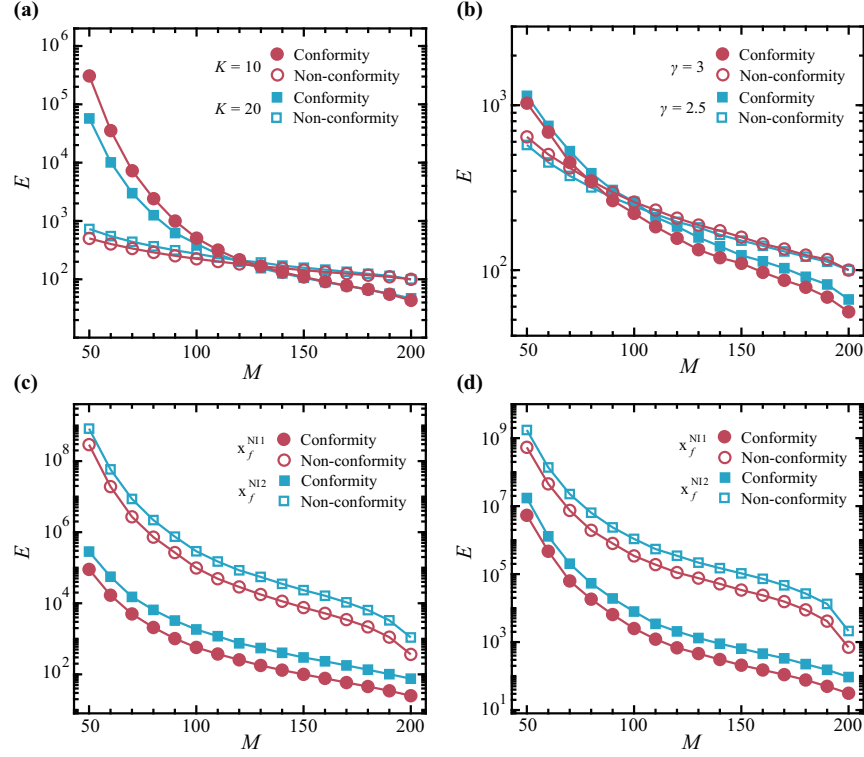 (a)
10^6
10^5
10^4
10^3
10^2
E
K = 10
Conformity
Non-conformity
K = 20
Conformity
Non-conformity
50
100
150
200
M
(b)
10^3
10^2
E
γ = 3
Conformity
Non-conformity
γ = 2.5
Conformity
Non-conformity
50
100
150
200
M
(c)
10^8
10^6
10^4
10^2
E
x_f^NI1
Conformity
Non-conformity
x_f^NI2
Conformity
Non-conformity
50
100
150
200
M
(d)
10^9
10^7
10^5
10^3
10^1
E
x_f^NI1
Conformity
Non-conformity
x_f^NI2
Conformity
Non-conformity
50
100
150
200
M